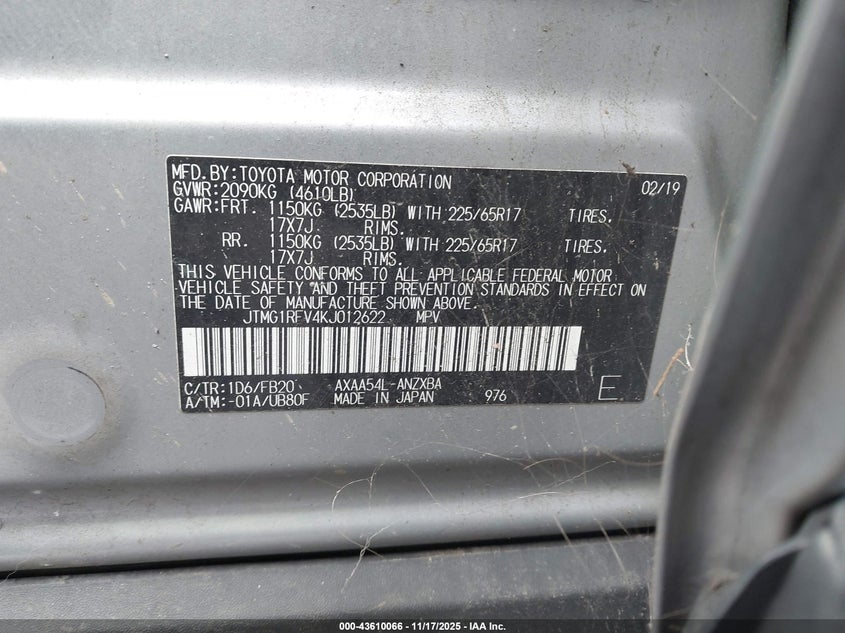 MFD.BY:TOYOTA MOTOR CORPORATION 02/19
GVWR:2090KG (4610LB)
GAWR:FRT. 1150KG (2535LB) WITH 225/65R17 TIRES.
17X7J RIMS.
RR. 1150KG (2535LB) WITH 225/65R17 TIRES.
17X7J RIMS.
THIS VEHICLE CONFORMS TO ALL APPLICABLE FEDERAL MOTOR
VEHICLE SAFETY AND THEFT PREVENTION STANDARDS IN EFFECT ON
THE DATE OF MANUFACTURE SHOWN ABOVE.
JTMG1RFV4KJ012622 MPV
C/TR:1D6/FB20 AXAA54L-ANZXBA
A/TM:-01A/UB80F MADE IN JAPAN 976 E
000-43610066 - 11/17/2025 - IAA Inc.